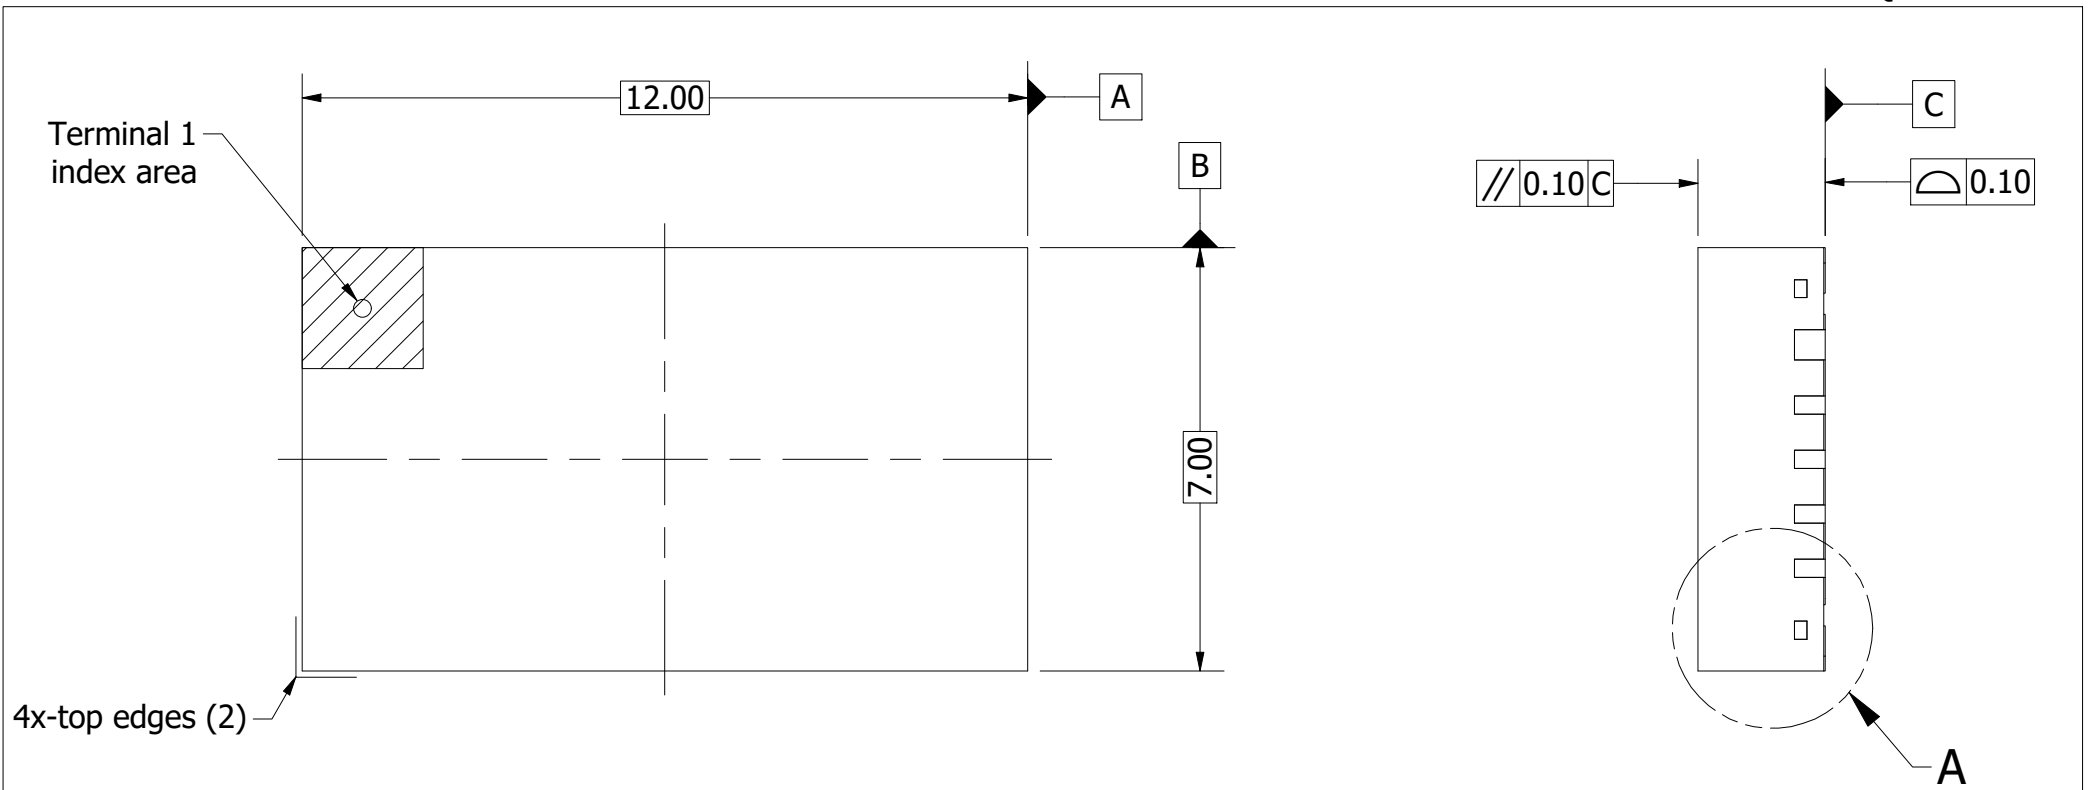 12.00
A
Terminal 1
index area
B
C
// 0.10 C
⌓ 0.10
7.00
4x-top edges (2)
A